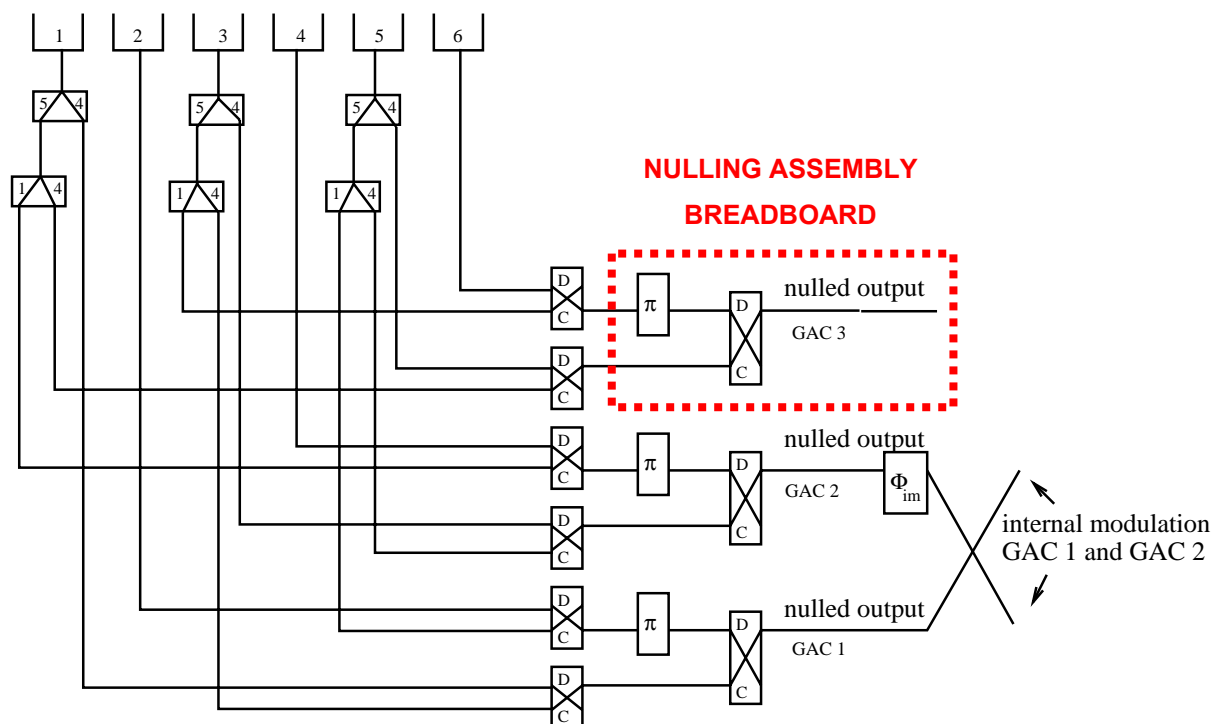 1 2 3 4 5 6
5 4 5 4 5 4
1 4 1 4 1 4
NULLING ASSEMBLY
BREADBOARD
D
C
π
D
C
nulled output
GAC 3
D
C
D
C
π
D
C
nulled output
GAC 2
Φim
D
C
internal modulation
GAC 1 and GAC 2
D
C
π
D
C
nulled output
GAC 1
D
C